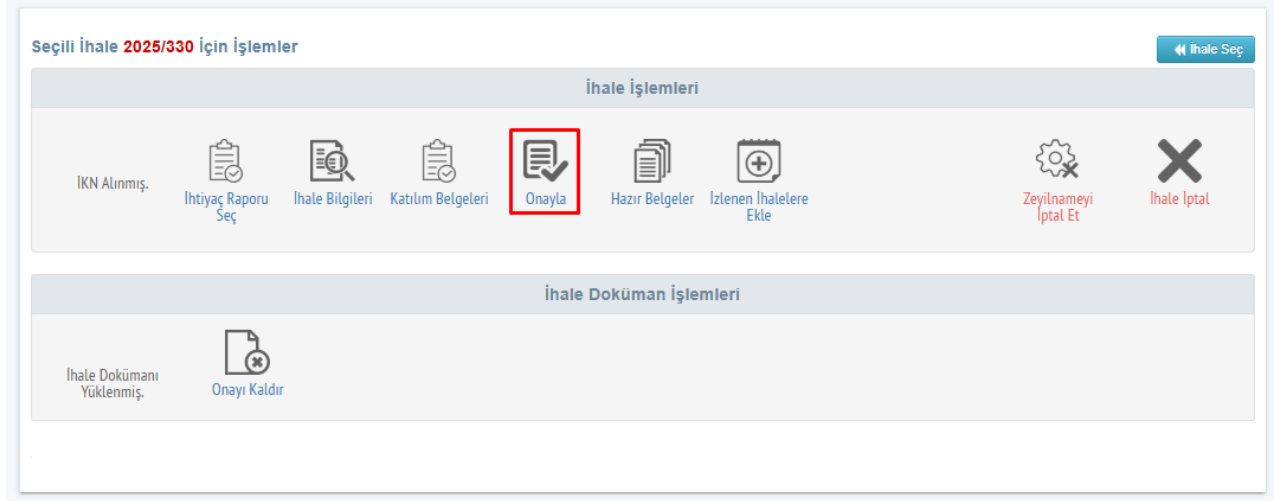 Seçili İhale 2025/330 İçin İşlemler
İhale Seç
İhale İşlemleri
İKN Alınmış.
İhtiyaç Raporu
Seç
İhale Bilgileri
Katılım Belgeleri
Onayla
Hazır Belgeler
İzlenen İhalelere
Ekle
Zeyilnameyi
İptal Et
İhale İptal
İhale Doküman İşlemleri
İhale Dokümanı
Yüklenmiş.
Onayı Kaldır